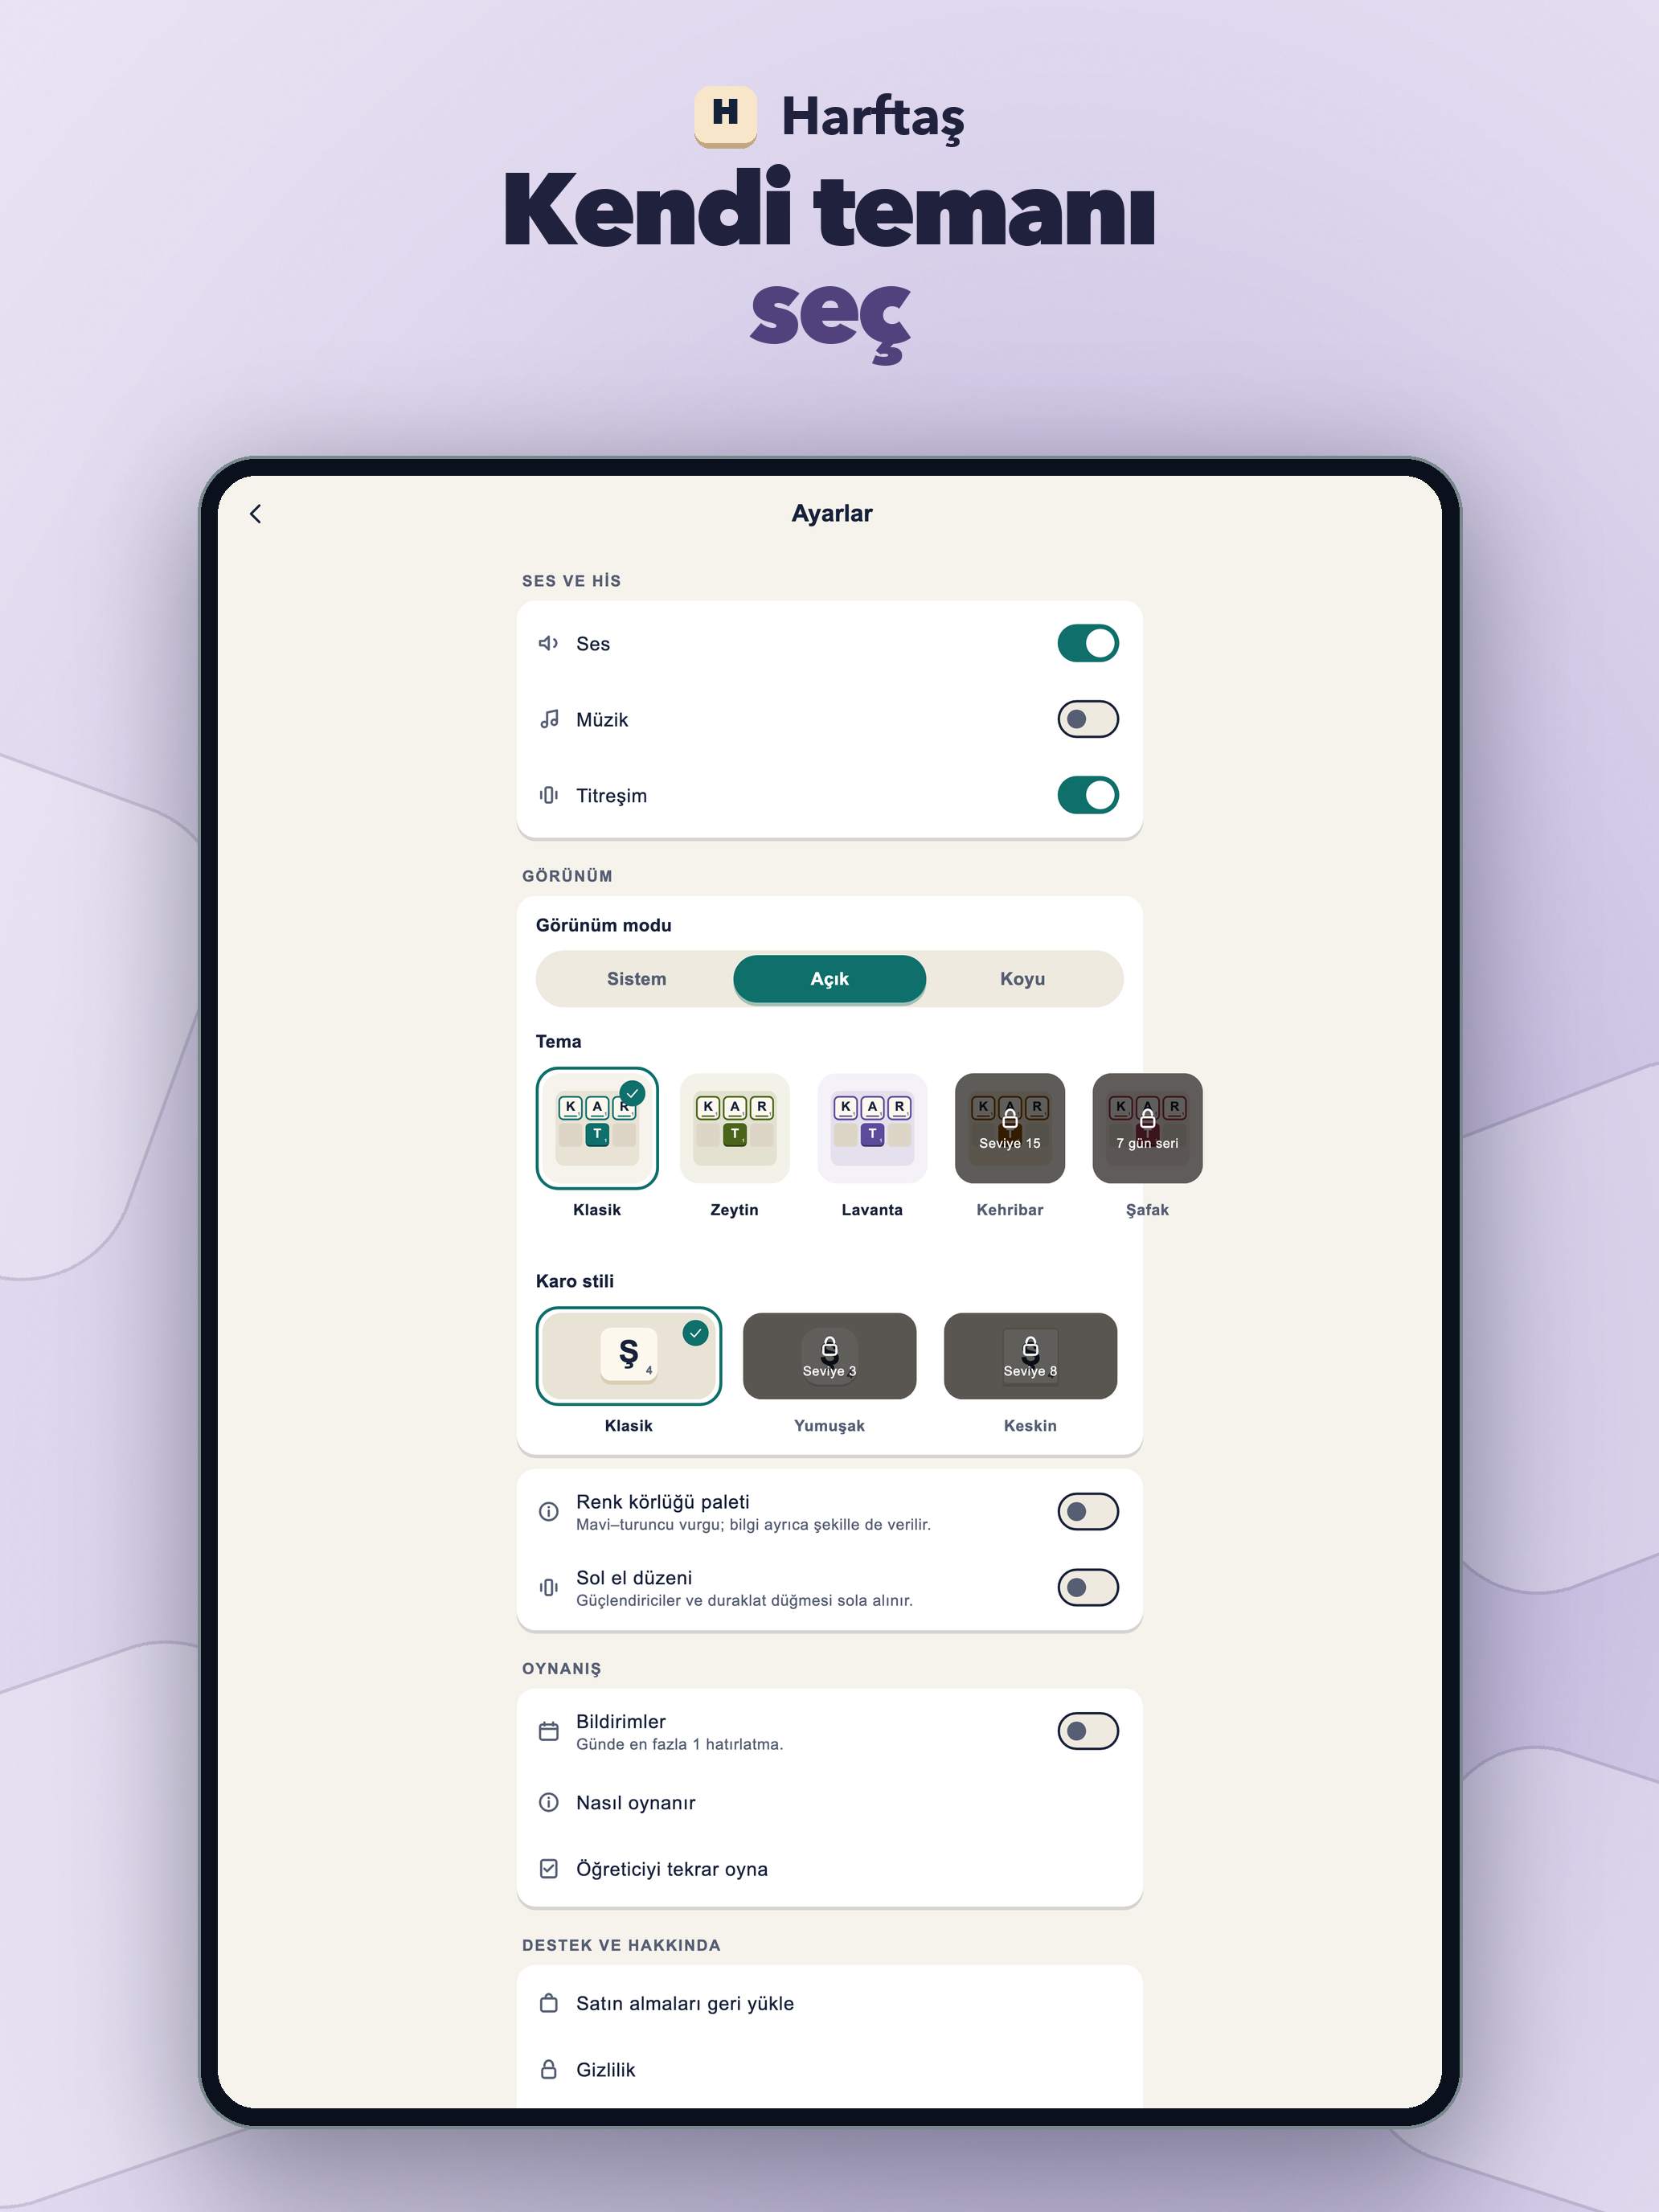 H Harftaş
Kendi temanı
seç
Ayarlar
SES VE HİS
Ses
Müzik
Titreşim
GÖRÜNÜM
Görünüm modu
Sistem Açık Koyu
Tema
K A R K A R K A R K A R K A R
T T T
Seviye 15 7 gün seri
Klasik Zeytin Lavanta Kehribar Şafak
Karo stili
Ş 4
Seviye 3 Seviye 8
Klasik Yumuşak Keskin
Renk körlüğü paleti
Mavi–turuncu vurgu; bilgi ayrıca şekille de verilir.
Sol el düzeni
Güçlendiriciler ve duraklat düğmesi sola alınır.
OYNANIŞ
Bildirimler
Günde en fazla 1 hatırlatma.
Nasıl oynanır
Öğreticiyi tekrar oyna
DESTEK VE HAKKINDA
Satın almaları geri yükle
Gizlilik